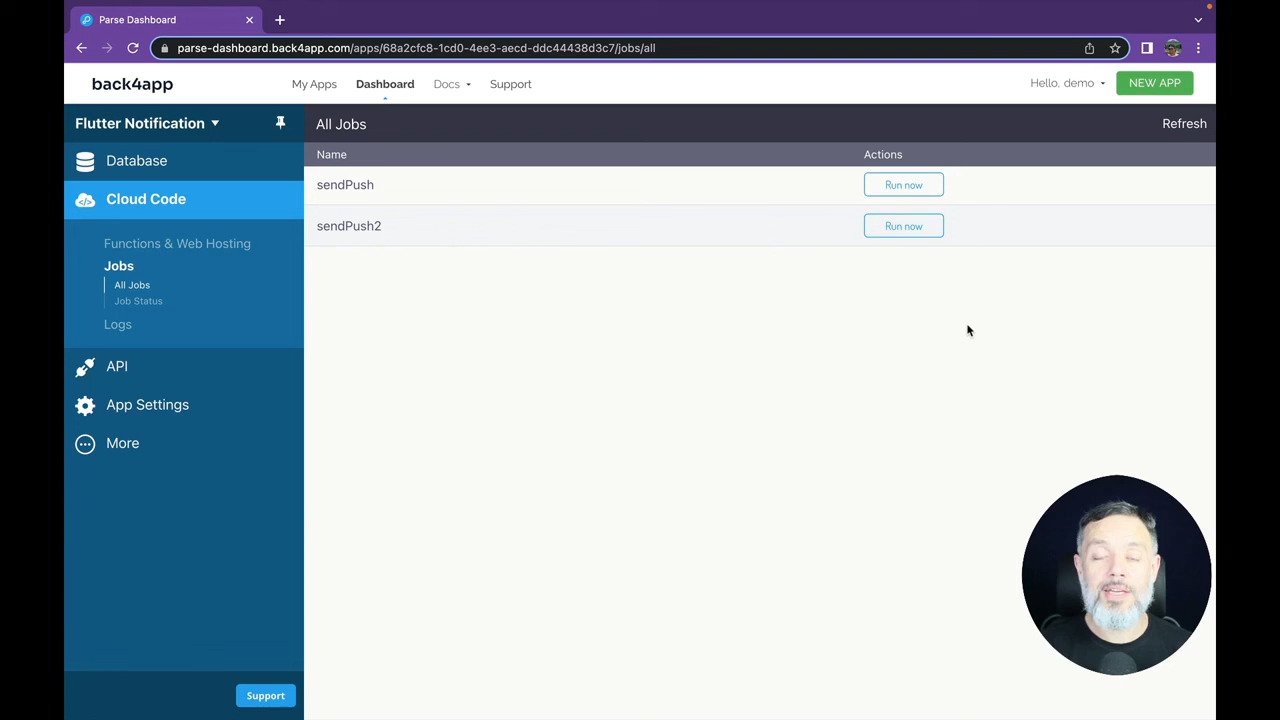 Parse Dashboard
parse-dashboard.back4app.com/apps/68a2cfc8-1cd0-4ee3-aecd-ddc44438d3c7/jobs/all
back4app
My Apps
Dashboard
Docs
Support
Hello, demo
NEW APP
Flutter Notification
Database
Cloud Code
Functions & Web Hosting
Jobs
All Jobs
Job Status
Logs
API
App Settings
More
Support
All Jobs
Refresh
Name
Actions
sendPush
Run now
sendPush2
Run now